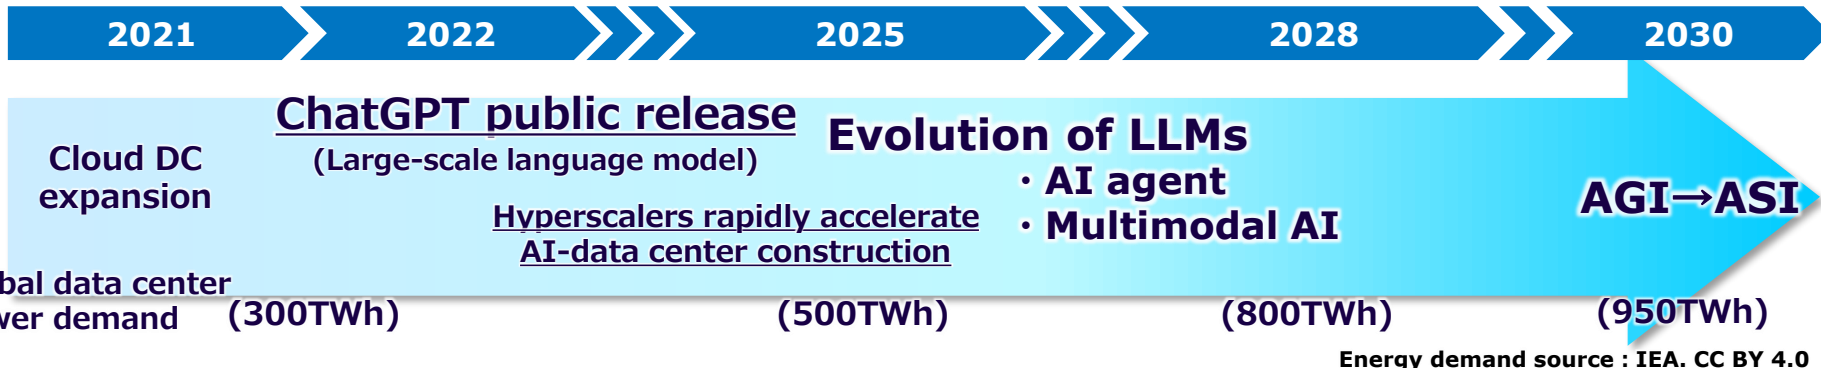 2021
2022
2025
2028
2030
ChatGPT public release
(Large-scale language model)
Cloud DC
expansion
Hyperscalers rapidly accelerate
AI-data center construction
Evolution of LLMs
・AI agent
・Multimodal AI
AGI→ASI
bal data center
wer demand
(300TWh)
(500TWh)
(800TWh)
(950TWh)
Energy demand source : IEA. CC BY 4.0